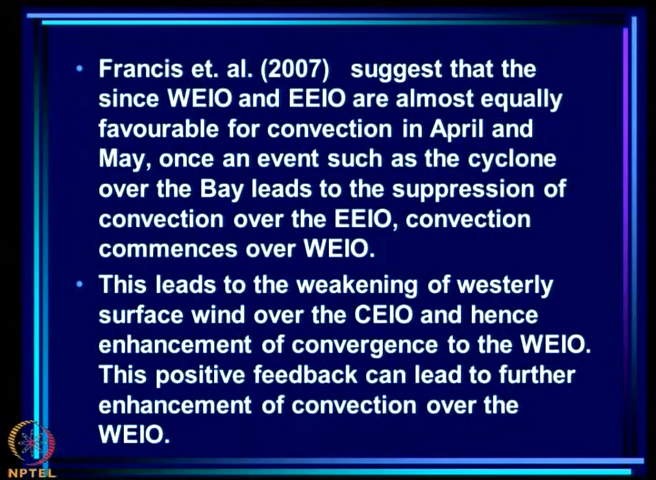 • Francis et. al. (2007) suggest that the
since WEIO and EEIO are almost equally
favourable for convection in April and
May, once an event such as the cyclone
over the Bay leads to the suppression of
convection over the EEIO, convection
commences over WEIO.
• This leads to the weakening of westerly
surface wind over the CEIO and hence
enhancement of convergence to the WEIO.
This positive feedback can lead to further
enhancement of convection over the
WEIO.
NPTEL